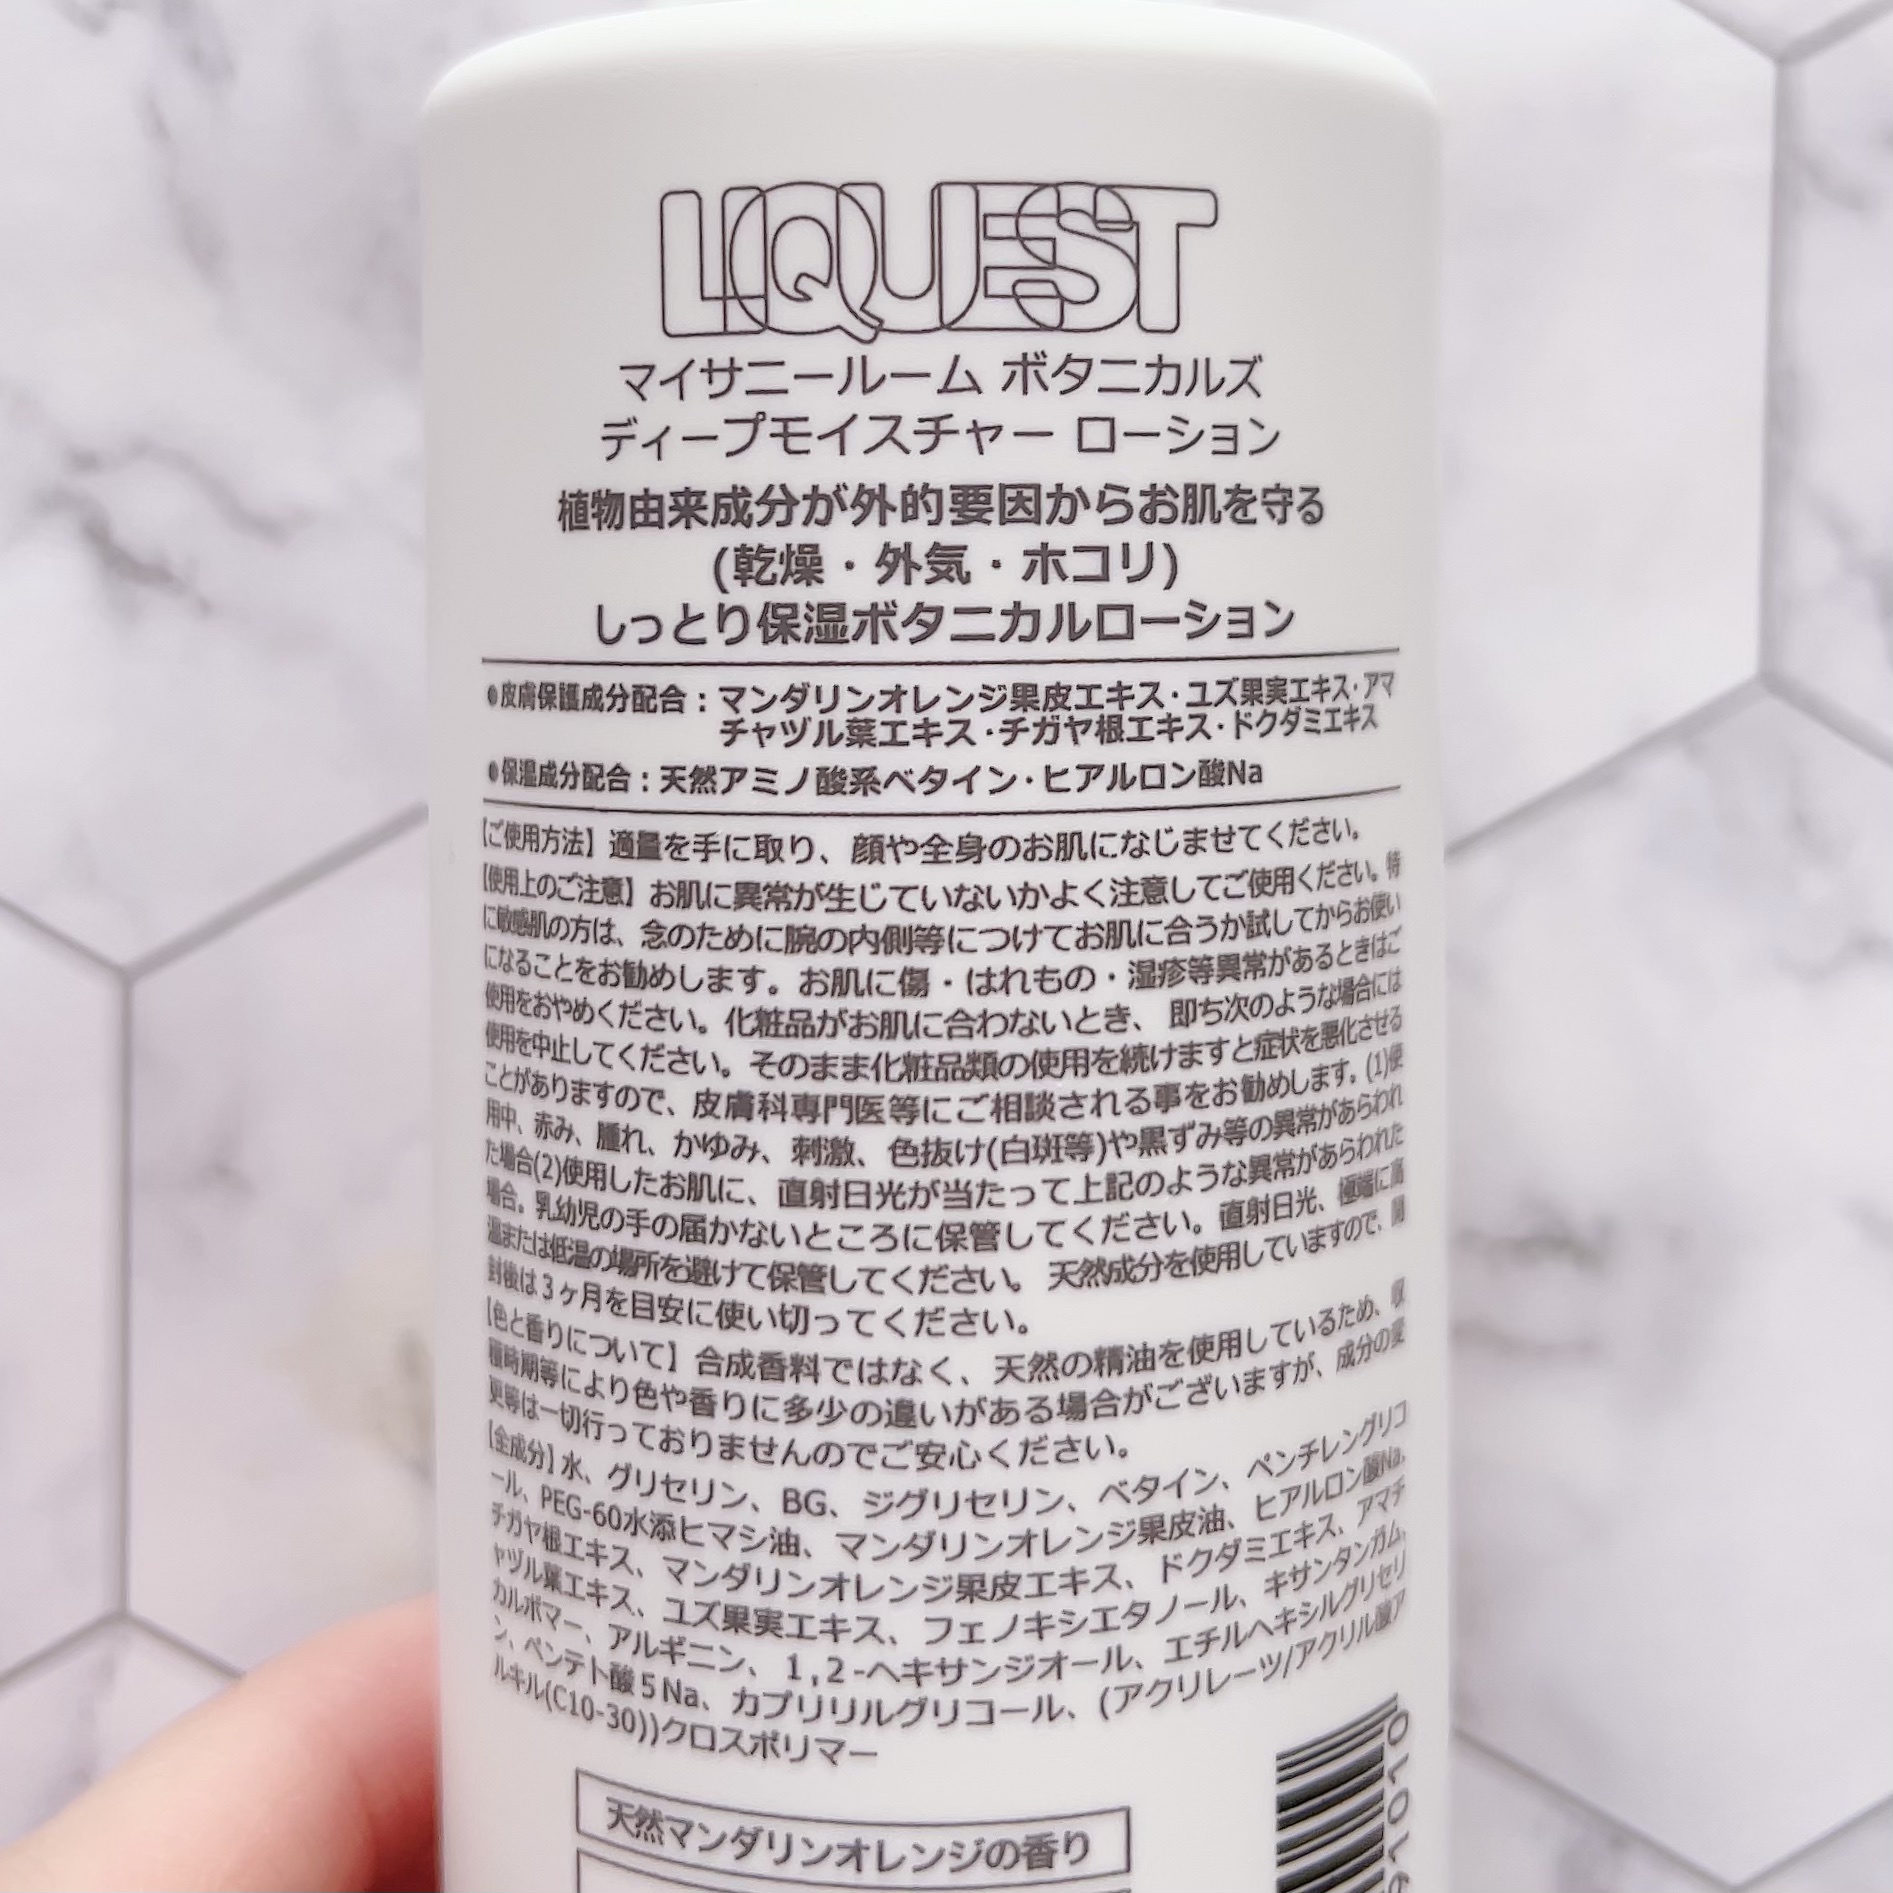 LIQUEST
マイサニールーム ボタニカルズ
ディープモイスチャー ローション
植物由来成分が外的要因からお肌を守る
(乾燥・外気・ホコリ)
しっとり保湿ボタニカルローション
●皮膚保護成分配合：マンダリンオレンジ果皮エキス・ユズ果実エキス・アマ
チャヅル葉エキス・チガヤ根エキス・ドクダミエキス
●保湿成分配合：天然アミノ酸系ベタイン・ヒアルロン酸Na
【ご使用方法】適量を手に取り、顔や全身のお肌になじませてください。
【使用上のご注意】お肌に異常が生じていないかよく注意してご使用ください。特
に敏感肌の方は、念のために腕の内側等につけてお肌に合うか試してからお使い
になることをお勧めします。お肌に傷・はれもの・湿疹等異常があるときはご
使用をおやめください。化粧品がお肌に合わないとき、即ち次のような場合には
使用を中止してください。そのまま化粧品類の使用を続けますと症状を悪化させる
ことがありますので、皮膚科専門医等にご相談される事をお勧めします。(1)使
用中、赤み、腫れ、かゆみ、刺激、色抜け(白斑等)や黒ずみ等の異常があらわれ
た場合(2)使用したお肌に、直射日光が当たって上記のような異常があらわれた
場合。乳幼児の手の届かないところに保管してください。直射日光、極端に高
温または低温の場所を避けて保管してください。 天然成分を使用していますので、開
封後は3ヶ月を目安に使い切ってください。
【色と香りについて】合成香料ではなく、天然の精油を使用しているため、収
穫時期等により色や香りに多少の違いがある場合がございますが、成分の変
更等は一切行っておりませんのでご安心ください。
【全成分】水、グリセリン、BG、ジグリセリン、ベタイン、ペンチレングリコ
ール、PEG-60水添ヒマシ油、マンダリンオレンジ果皮油、ヒアルロン酸Na、
チガヤ根エキス、マンダリンオレンジ果皮エキス、ドクダミエキス、アマチ
ャヅル葉エキス、ユズ果実エキス、フェノキシエタノール、キサンタンガム、
カルボマー、アルギニン、1,2-ヘキサンジオール、エチルヘキシルグリセリ
ン、ペンテト酸5Na、カプリリルグリコール、(アクリレーツ/アクリル酸ア
ルキル(C10-30))クロスポリマー
天然マンダリンオレンジの香り